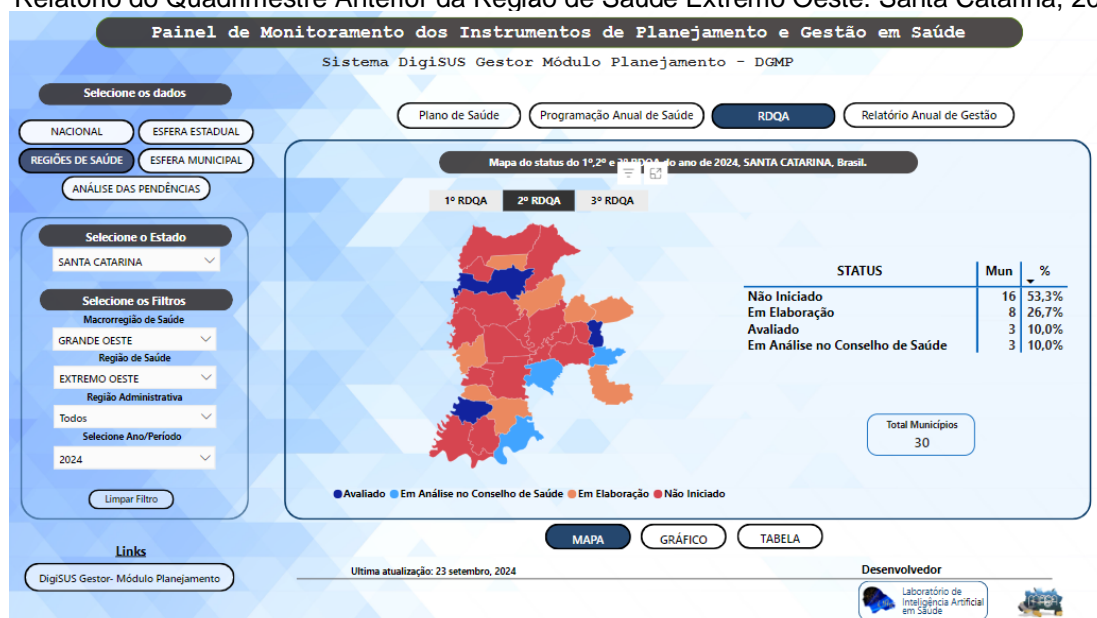 Relatório do Quadrimestre Anterior da Região de Saúde Extremo Oeste. Santa Catarina,
Painel de Monitoramento dos Instrumentos de Planejamento e Gestão em Saúde
Sistema DigiSUS Gestor Módulo Planejamento - DGMP
Selecione os dados
NACIONAL
ESFERA ESTADUAL
REGIÕES DE SAÚDE
ESFERA MUNICIPAL
ANÁLISE DAS PENDÊNCIAS
Plano de Saúde
Programação Anual de Saúde
RDQA
Relatório Anual de Gestão
Mapa do status do 1º,2º e 3º RDQA do ano de 2024, SANTA CATARINA, Brasil.
1º RDQA
2º RDQA
3º RDQA
Selecione o Estado
SANTA CATARINA
Selecione os Filtros
Macrorregião de Saúde
GRANDE OESTE
Região de Saúde
EXTREMO OESTE
Região Administrativa
Todos
Selecione Ano/Período
2024
Limpar Filtro
STATUS Mun %
Não Iniciado 16 53,3%
Em Elaboração 8 26,7%
Avaliado 3 10,0%
Em Análise no Conselho de Saúde 3 10,0%
Total Municípios
30
Avaliado Em Análise no Conselho de Saúde Em Elaboração Não Iniciado
MAPA
GRÁFICO
TABELA
Links
DigiSUS Gestor- Módulo Planejamento
Ultima atualização: 23 setembro, 2024
Desenvolvedor
Laboratório de
Inteligência Artificial
em Saúde